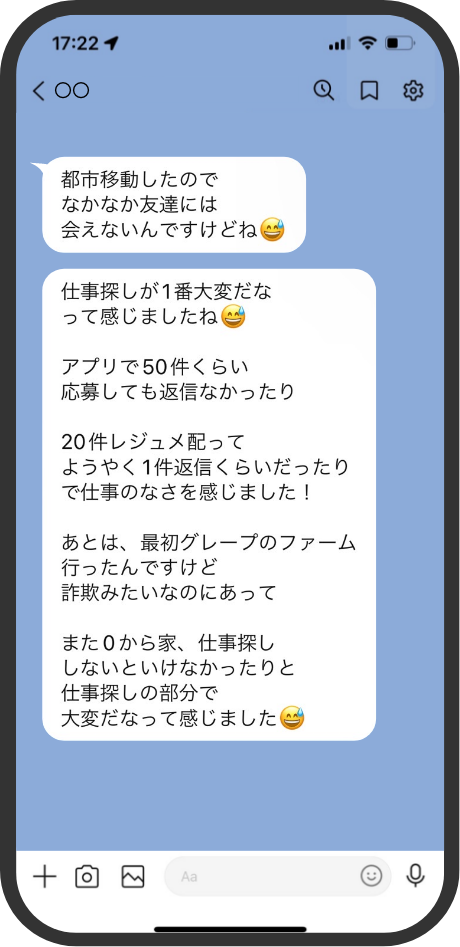 17:22
〇〇
都市移動したので
なかなか友達には
会えないんですけどね😅
仕事探しが1番大変だな
って感じましたね😅
アプリで50件くらい
応募しても返信なかったり
20件レジュメ配って
ようやく1件返信くらいだったり
で仕事のなさを感じました！
あとは、最初グレープのファーム
行ったんですけど
詐欺みたいなのにあって
また0から家、仕事探し
しないといけなかったりと
仕事探しの部分で
大変だなって感じました😅
Aa